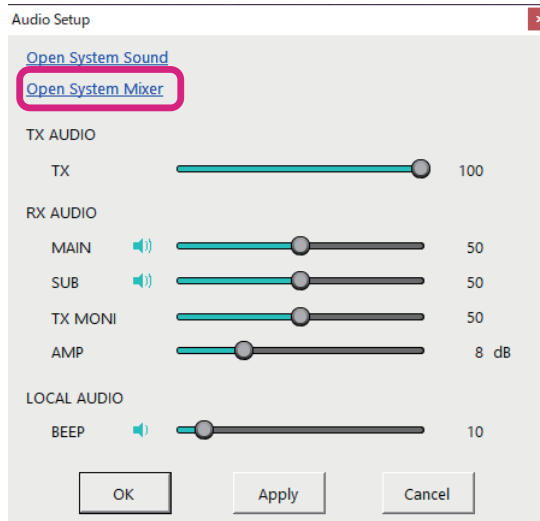 Audio Setup
Open System Sound
Open System Mixer
TX AUDIO
TX 100
RX AUDIO
MAIN 50
SUB 50
TX MONI 50
AMP 8 dB
LOCAL AUDIO
BEEP 10
OK Apply Cancel